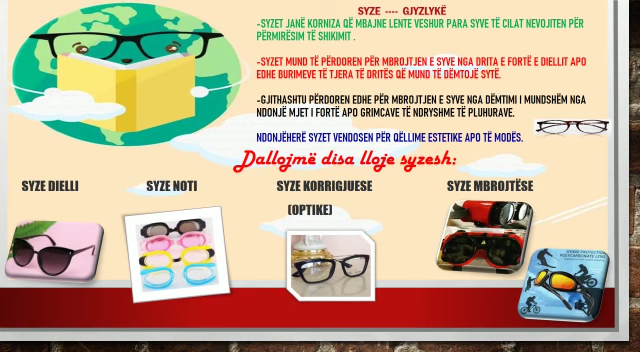 SYZE ---- GJYZLYKË
-SYZET JANË KORNIZA QË MBAJNE LENTE VESHUR PARA SYVE TË CILAT NEVOJITEN PËR
PËRMIRËSIM TË SHIKIMIT .
-SYZET MUND TË PËRDOREN PËR MBROJTJEN E SYVE NGA DRITA E FORTË E DIELLIT APO
EDHE BURIMEVE TË TJERA TË DRITËS QË MUND TË DËMTOJË SYTË.
-GJITHASHTU PËRDOREN EDHE PËR MBROJTJEN E SYVE NGA DËMTIMI I MUNDSHËM NGA
NDONJË MJET I FORTË APO GRIMCAVE TË NDRYSHME TË PLUHURAVE.
NDONJËHERË SYZET VENDOSEN PËR QËLLIME ESTETIKE APO TË MODËS.
Dallojmë disa lloje syzesh:
SYZE DIELLI
SYZE NOTI
SYZE KORRIGJUESE
(OPTIKE)
SYZE MBROJTËSE
POLYCARBONATE LENS